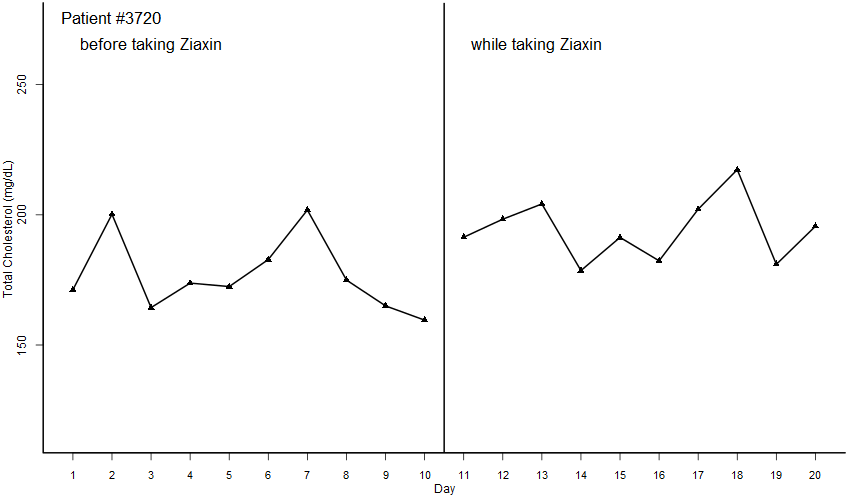 Patient #3720
before taking Ziaxin
while taking Ziaxin
250
200
150
Total Cholesterol (mg/dL)
1 2 3 4 5 6 7 8 9 10 11 12 13 14 15 16 17 18 19 20
Day